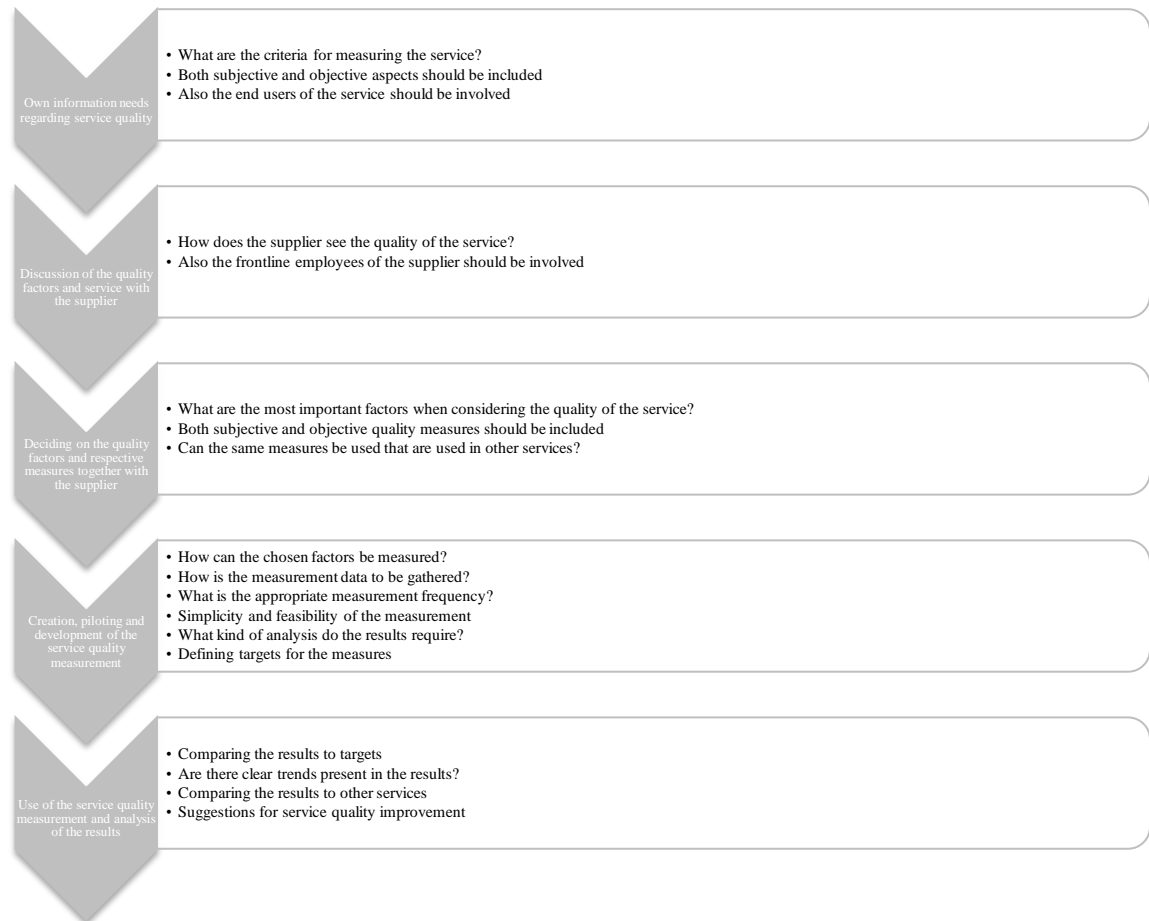 Own information needs
regarding service quality
• What are the criteria for measuring the service?
• Both subjective and objective aspects should be included
• Also the end users of the service should be involved
Discussion of the quality
factors and service with
the supplier
• How does the supplier see the quality of the service?
• Also the frontline employees of the supplier should be involved
Deciding on the quality
factors and respective
measures together with
the supplier
• What are the most important factors when considering the quality of the service?
• Both subjective and objective quality measures should be included
• Can the same measures be used that are used in other services?
Creation, piloting and
development of the
service quality
measurement
• How can the chosen factors be measured?
• How is the measurement data to be gathered?
• What is the appropriate measurement frequency?
• Simplicity and feasibility of the measurement
• What kind of analysis do the results require?
• Defining targets for the measures
Use of the service quality
measurement and analysis
of the results
• Comparing the results to targets
• Are there clear trends present in the results?
• Comparing the results to other services
• Suggestions for service quality improvement